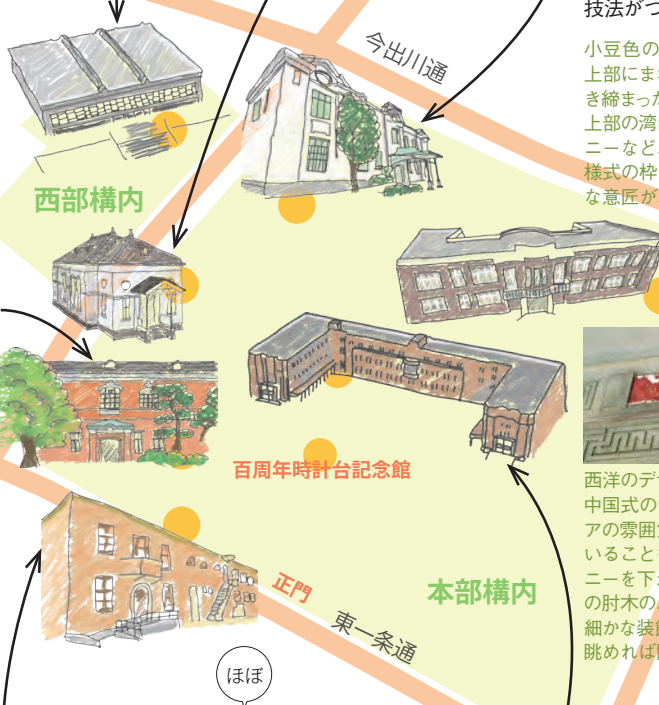 技法がつ
今出川通
小豆色の
上部にま
き締まった
上部の湾
ニーなど
様式の枠
な意匠が
西部構内
百周年時計台記念館
西洋のデ
中国式の
アの雰囲
いること
ニーを下
の肘木の
細かな装
眺めれば
正門
本部構内
東一条通
ほぼ